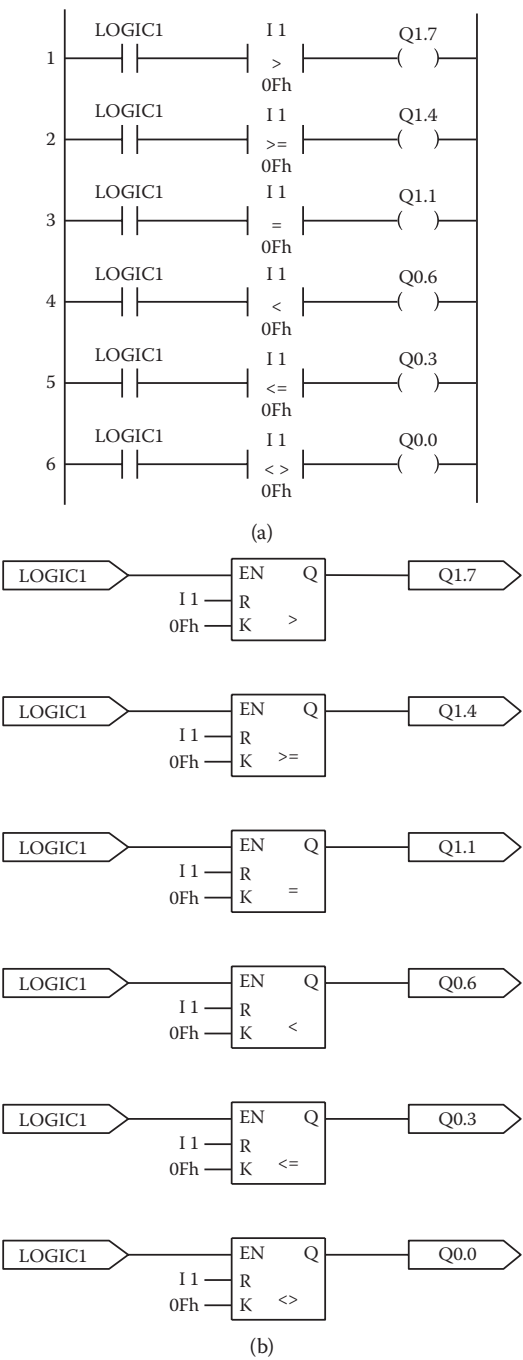 LOGIC1 I 1 Q1.7
1 > ( )
0Fh
LOGIC1 I 1 Q1.4
2 >= ( )
0Fh
LOGIC1 I 1 Q1.1
3 = ( )
0Fh
LOGIC1 I 1 Q0.6
4 < ( )
0Fh
LOGIC1 I 1 Q0.3
5 <= ( )
0Fh
LOGIC1 I 1 Q0.0
6 < > ( )
0Fh
(a)
LOGIC1 EN Q Q1.7
I 1 R
0Fh K >
LOGIC1 EN Q Q1.4
I 1 R
0Fh K >=
LOGIC1 EN Q Q1.1
I 1 R
0Fh K =
LOGIC1 EN Q Q0.6
I 1 R
0Fh K <
LOGIC1 EN Q Q0.3
I 1 R
0Fh K <=
LOGIC1 EN Q Q0.0
I 1 R
0Fh K <>
(b)